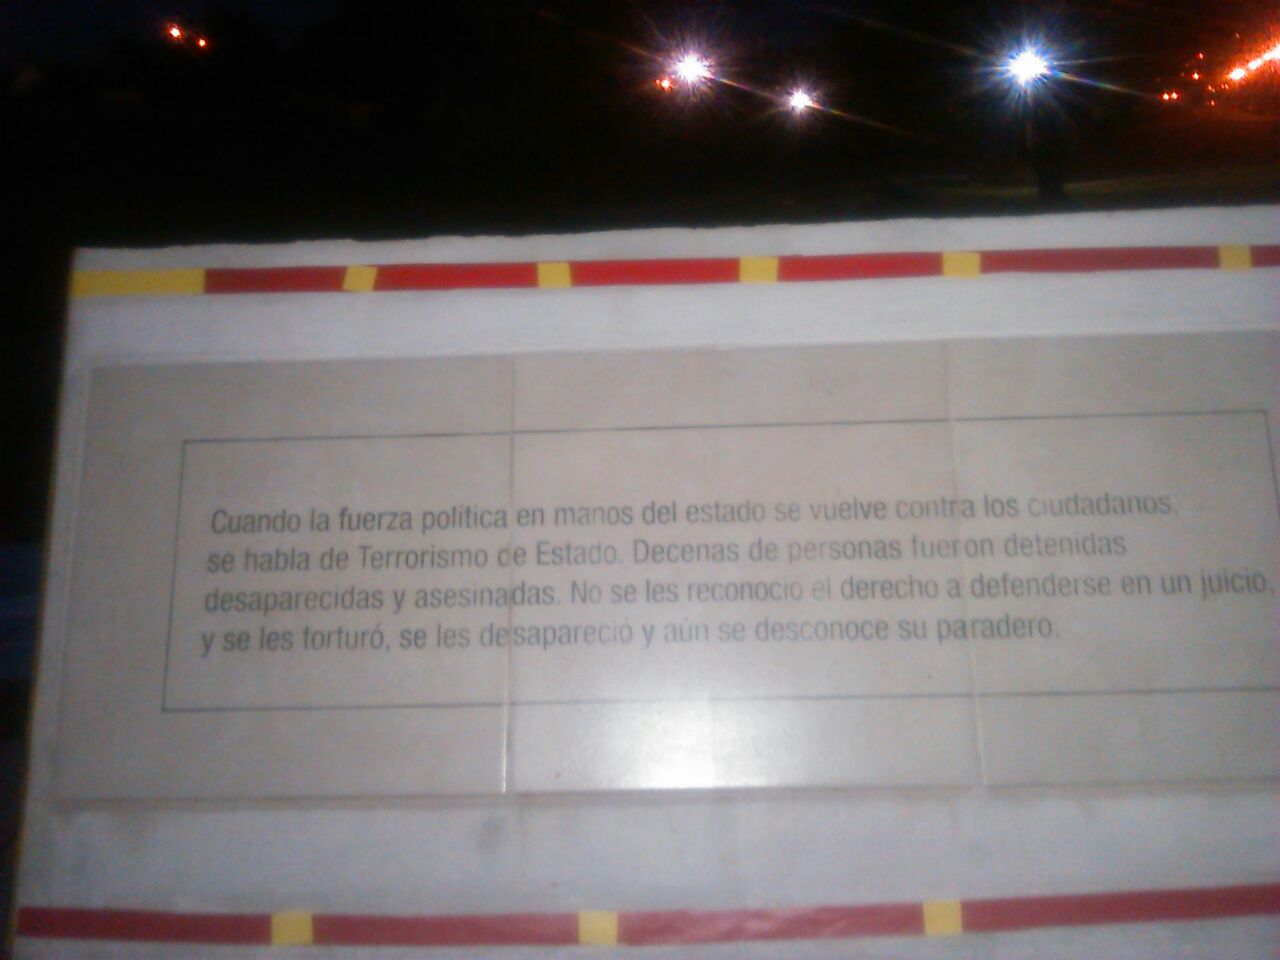 Cuando la fuerza política en manos del estado se vuelve contra los ciudadanos,
se habla de Terrorismo de Estado. Decenas de personas fueron detenidas
desaparecidas y asesinadas. No se les reconoció el derecho a defenderse en un juicio,
y se les torturó, se les desapareció y aún se desconoce su paradero.